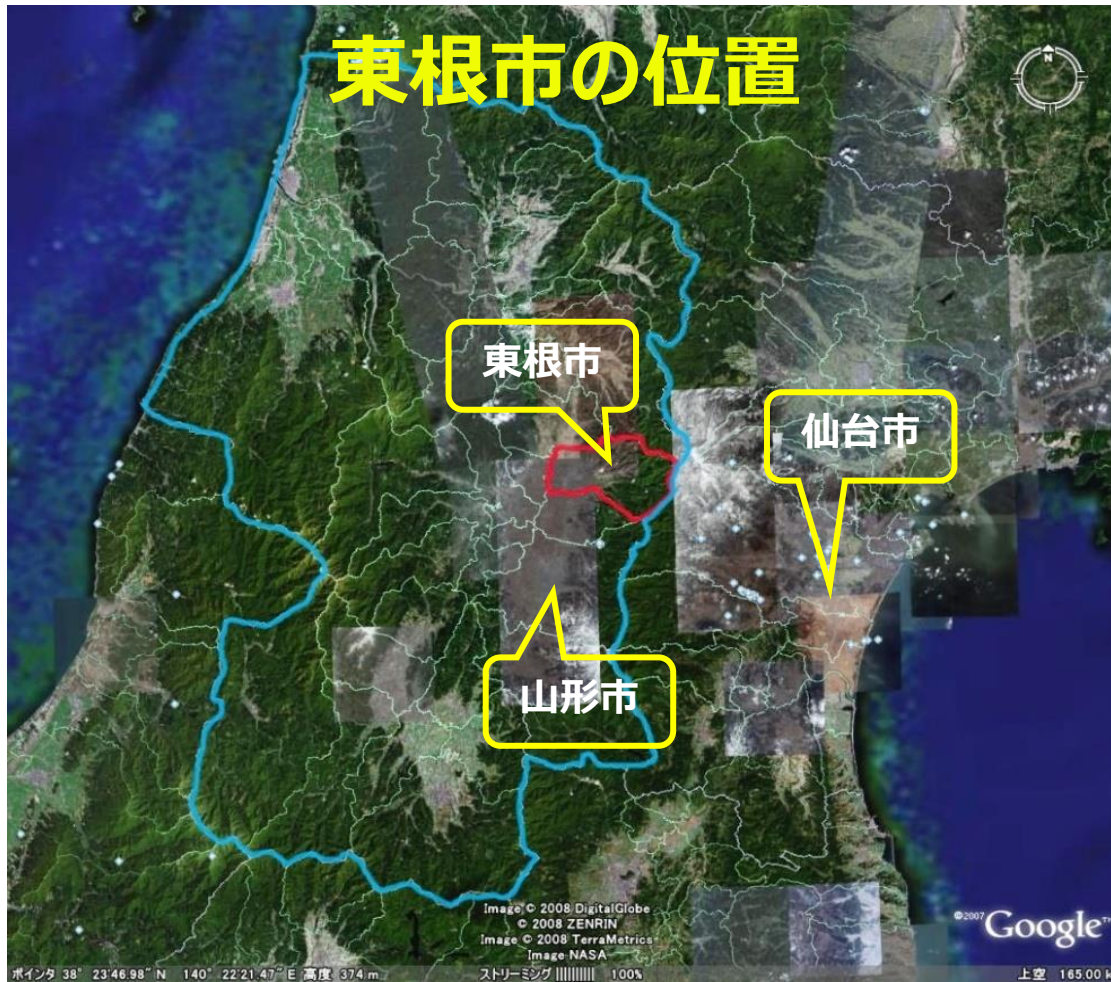 東根市の位置
N
東根市
仙台市
山形市
Image © 2008 DigitalGlobe
© 2008 ZENRIN
Image © 2008 TerraMetrics
Image NASA
©2007 Google™
ポインタ 38° 23'46.98" N 140° 22'21.47" E 高度 374 m ストリーミング ||||||||| 100% 上空 165.00 k